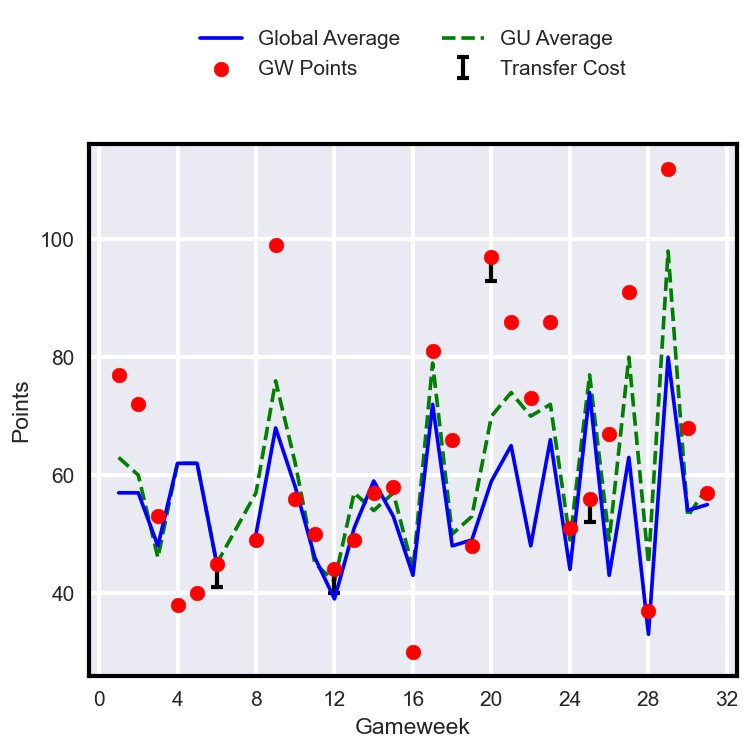 Global Average
GU Average
GW Points
Transfer Cost
100
80
60
40
Points
0 4 8 12 16 20 24 28 32
Gameweek